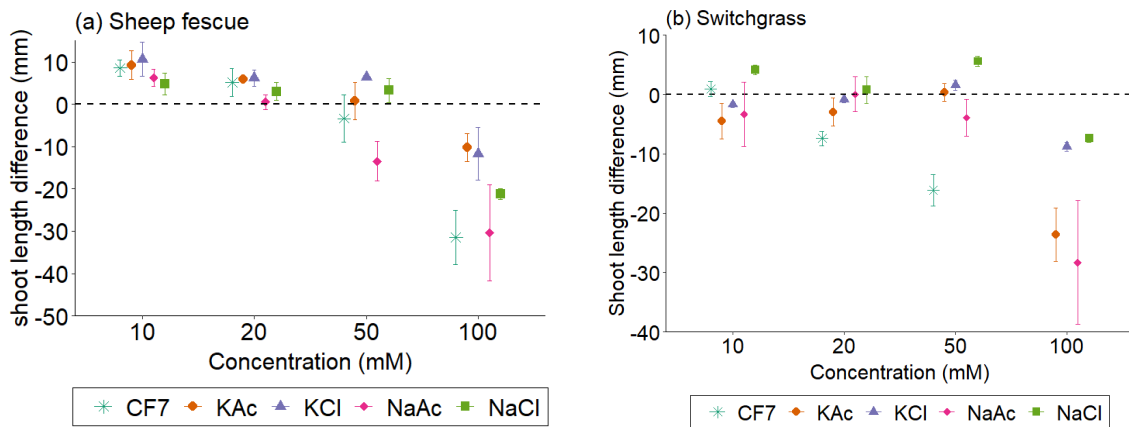 (a) Sheep fescue
shoot length difference (mm)
10
0
-10
-20
-30
-40
-50
10 20 50 100
Concentration (mM)
CF7 KAc KCl NaAc NaCl
(b) Switchgrass
Shoot length difference (mm)
10
0
-10
-20
-30
-40
10 20 50 100
Concentration (mM)
CF7 KAc KCl NaAc NaCl